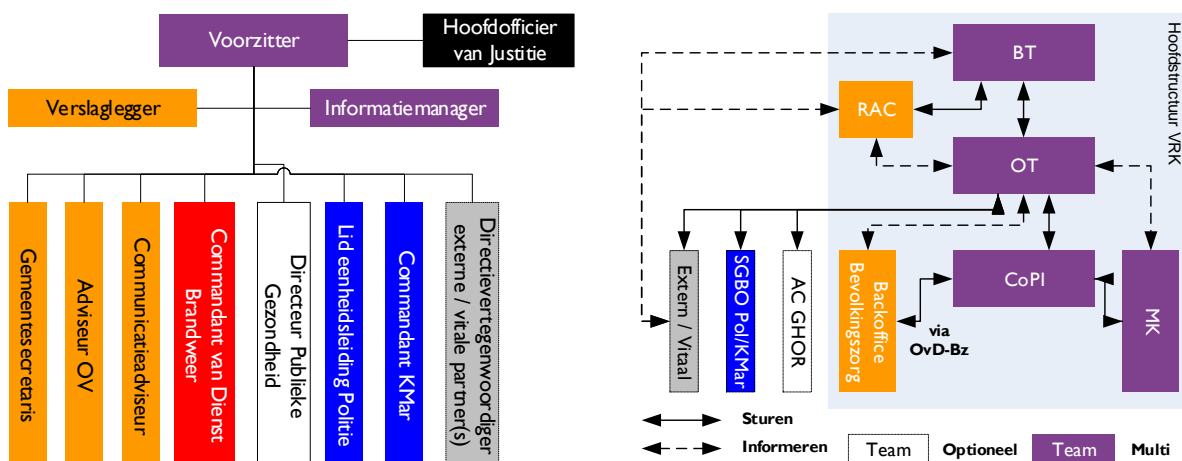 Voorzitter
Hoofdofficier
van Justitie
Verslaglegger
Informatiemanager
Gemeentesecretaris
Adviseur OV
Communicatieadviseur
Commandant van Dienst
Brandweer
Directeur Publieke
Gezondheid
Lid eenheidsleiding Politie
Commandant KMar
Directievertegenwoordiger
externe / vitale partner(s)
Hoofdstructuur VRK
BT
RAC
OT
Extern / Vitaal
SGBO Pol/KMar
AC GHOR
Backoffice
Bevolkingszorg
CoPI
via
OvD-Bz
MK
Sturen
Informeren
Team
Optioneel
Team
Multi